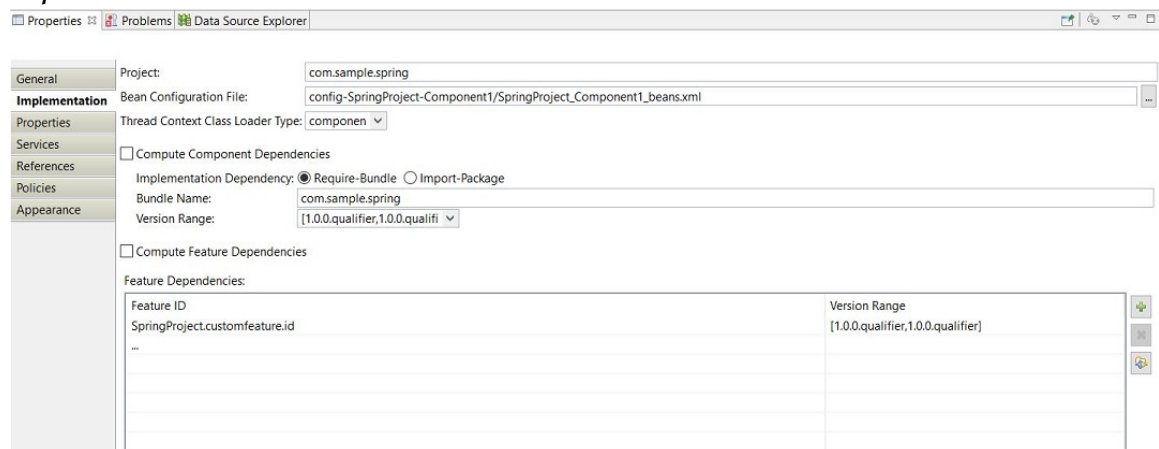 Properties Problems Data Source Explorer
General
Implementation
Properties
Services
References
Policies
Appearance
Project: com.sample.spring
Bean Configuration File: config-SpringProject-Component1/SpringProject_Component1_beans.xml ...
Thread Context Class Loader Type: componen
Compute Component Dependencies
Implementation Dependency: Require-Bundle Import-Package
Bundle Name: com.sample.spring
Version Range: [1.0.0.qualifier,1.0.0.qualifi
Compute Feature Dependencies
Feature Dependencies:
Feature ID Version Range
SpringProject.customfeature.id [1.0.0.qualifier,1.0.0.qualifier]
...